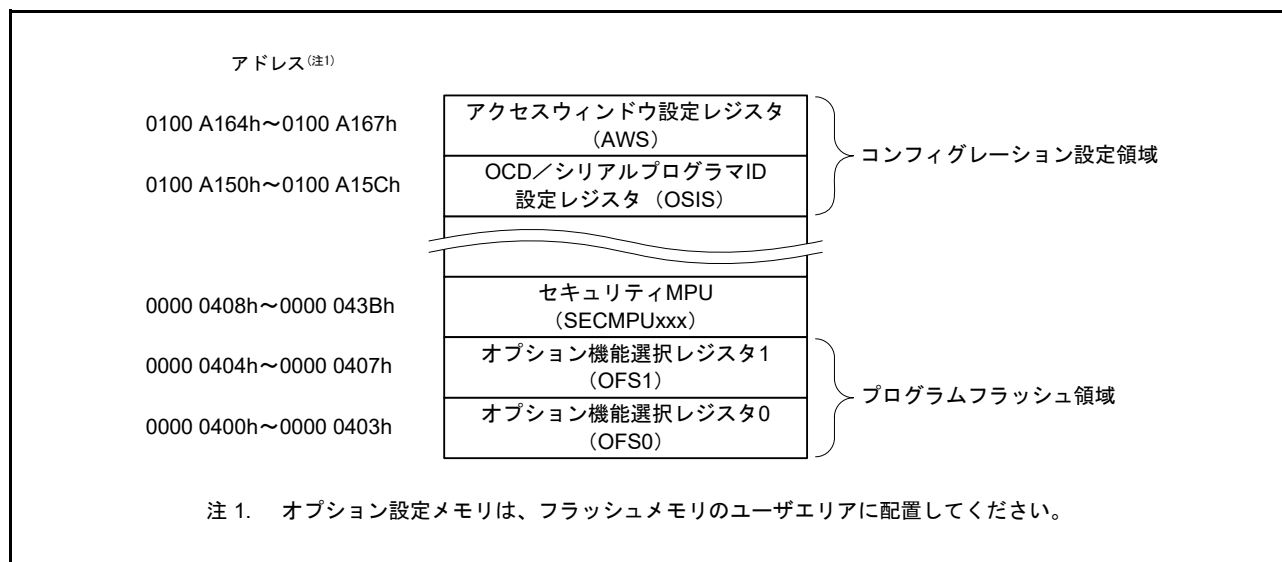 アドレス(注1)
0100 A164h～0100 A167h
アクセスウィンドウ設定レジスタ
（AWS）
コンフィグレーション設定領域
0100 A150h～0100 A15Ch
OCD／シリアルプログラマID
設定レジスタ（OSIS）
0000 0408h～0000 043Bh
セキュリティMPU
（SECMPUxxx）
0000 0404h～0000 0407h
オプション機能選択レジスタ1
（OFS1）
プログラムフラッシュ領域
0000 0400h～0000 0403h
オプション機能選択レジスタ0
（OFS0）
注 1. オプション設定メモリは、フラッシュメモリのユーザエリアに配置してください。